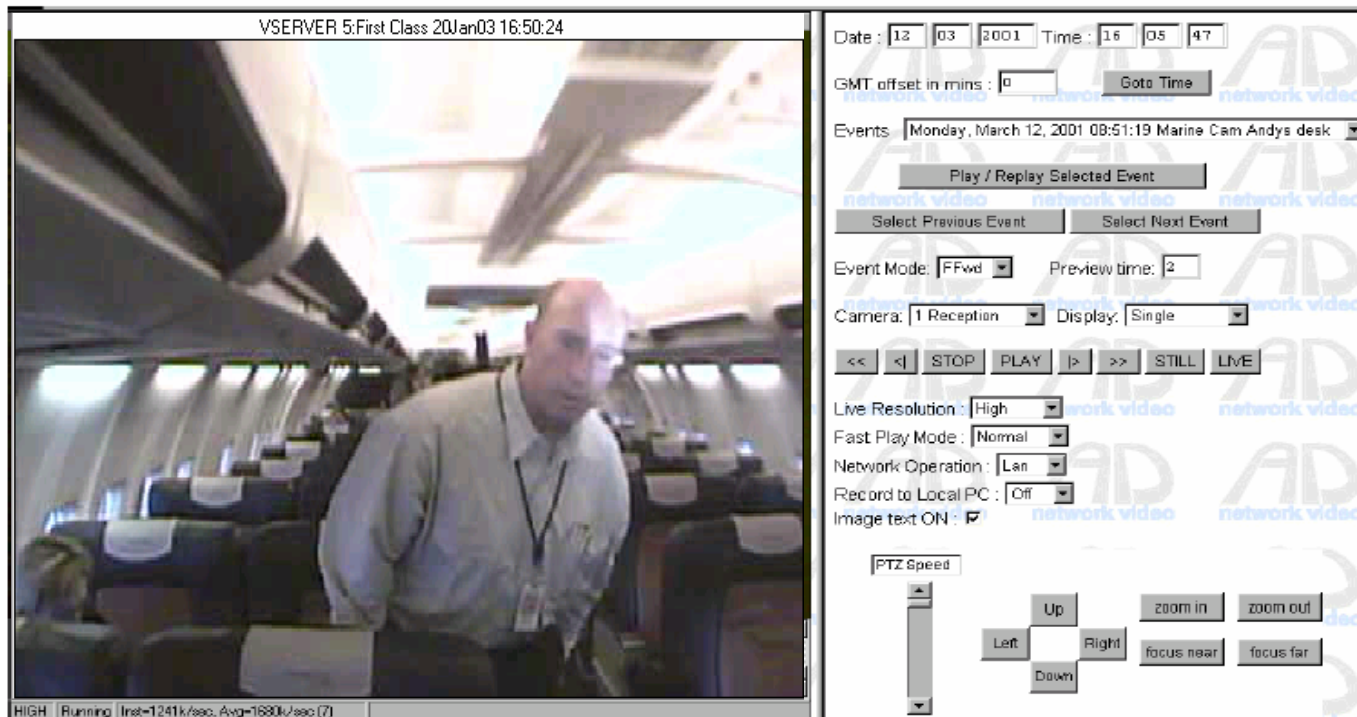 VSERVER 5:First Class 20Jan03 16:50:24
HIGH Running Inst=1241k/sec, Avg=1680k/sec (7)
Date : 12 03 2001 Time : 16 05 47
GMT offset in mins : 0 Goto Time
Events Monday, March 12, 2001 08:51:19 Marine Cam Andys desk
Play / Replay Selected Event
Select Previous Event Select Next Event
Event Mode: FFwd Preview time: 2
Camera: 1 Reception Display: Single
<< <| STOP PLAY |> >> STILL LIVE
Live Resolution : High
Fast Play Mode : Normal
Network Operation : Lan
Record to Local PC : Off
Image text ON :
PTZ Speed
Up
zoom in zoom out
Left Right
focus near focus far
Down
AD
network video